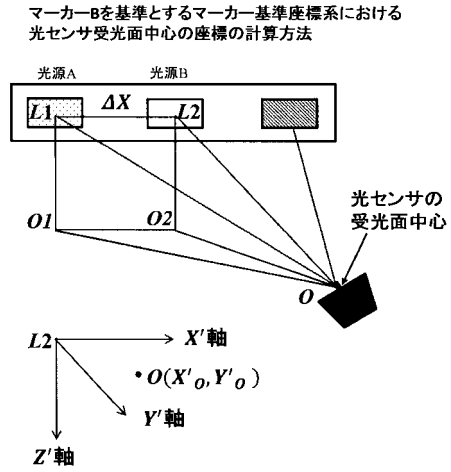 マーカーBを基準とするマーカー基準座標系における
光センサ受光面中心の座標の計算方法
光源A 光源B
L1 ΔX L2
光センサの
受光面中心
O1 O2
O
L2 X'軸
O(X'O,Y'O)
Y'軸
Z'軸